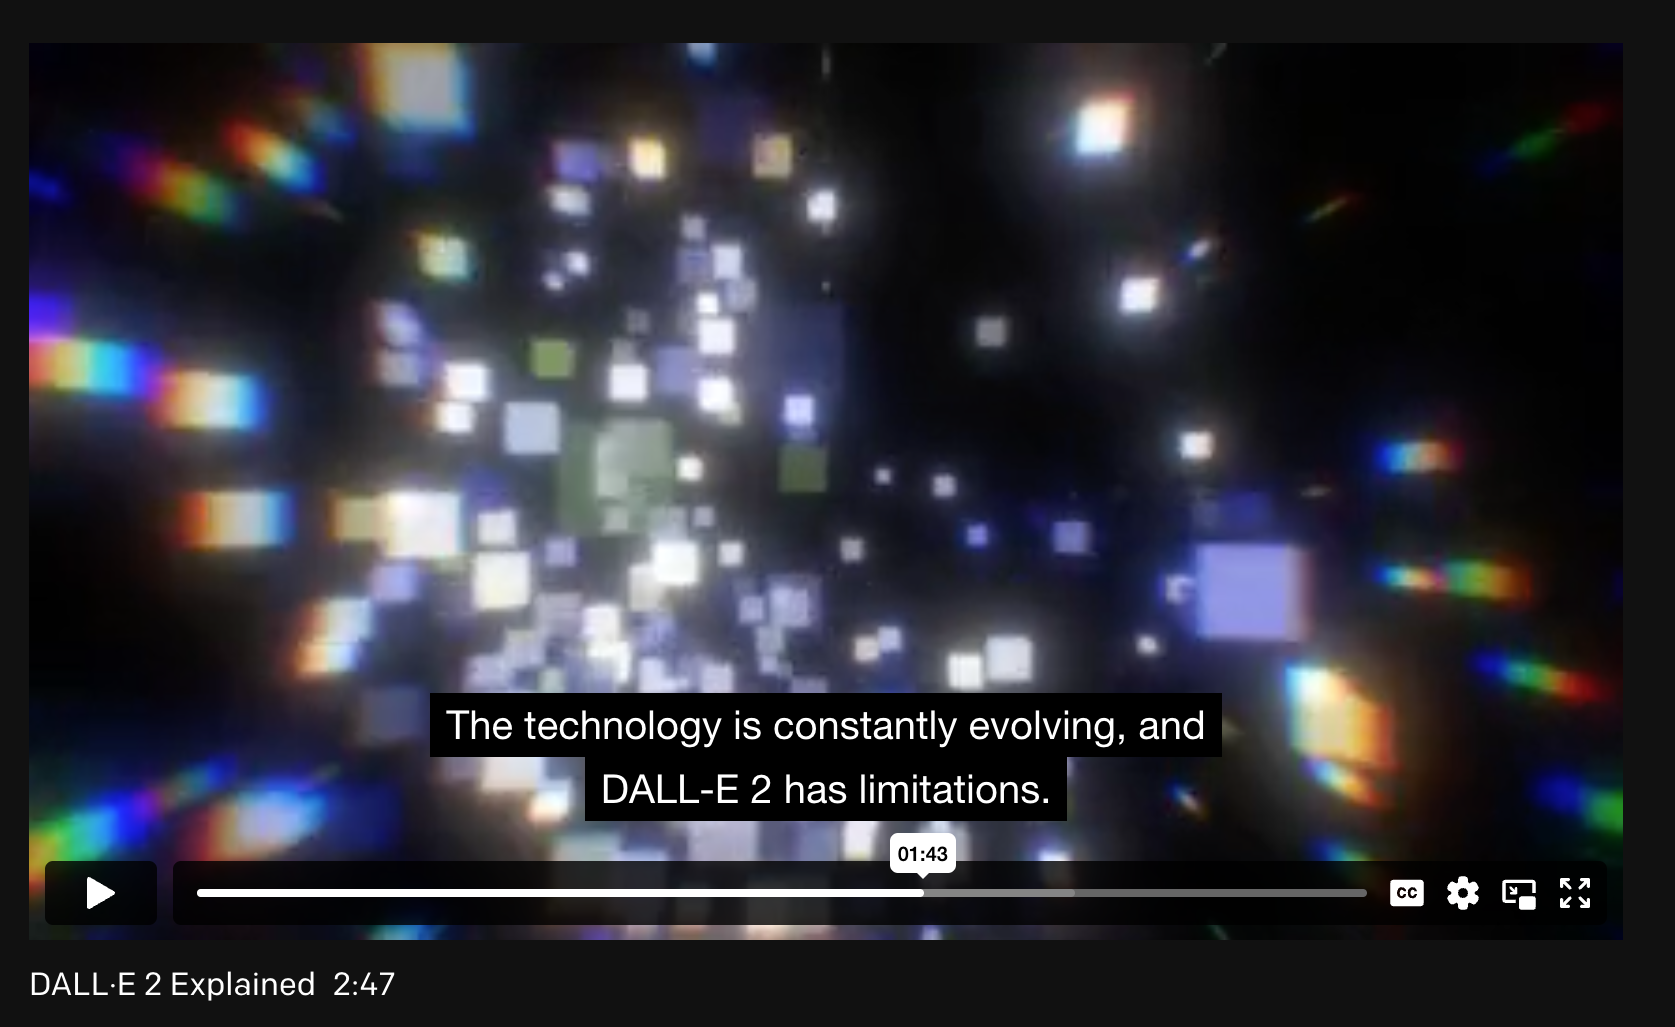 The technology is constantly evolving, and
DALL-E 2 has limitations.
01:43
CC
DALL·E 2 Explained 2:47